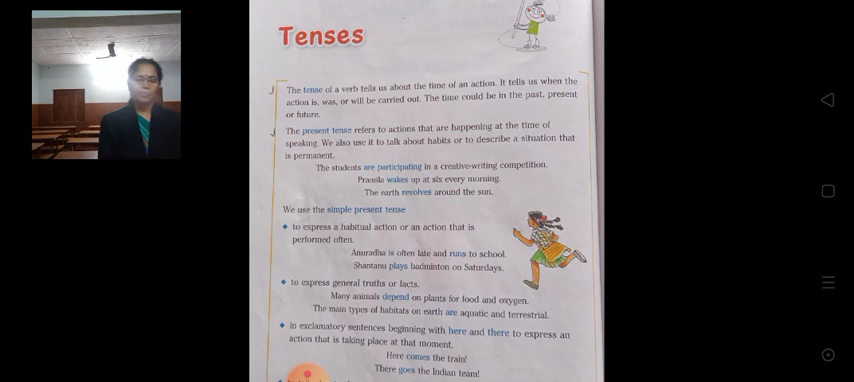 Tenses
The tense of a verb tells us about the time of an action. It tells us when the
action is, was, or will be carried out. The time could be in the past, present
or future.
The present tense refers to actions that are happening at the time of
speaking. We also use it to talk about habits or to describe a situation that
is permanent.
The students are participating in a creative-writing competition.
Pramila wakes up at six every morning.
The earth revolves around the sun.
We use the simple present tense
◆ to express a habitual action or an action that is
performed often.
Anuradha is often late and runs to school.
Shantanu plays badminton on Saturdays.
◆ to express general truths or facts.
Many animals depend on plants for food and oxygen.
The main types of habitats on earth are aquatic and terrestrial.
◆ in exclamatory sentences beginning with here and there to express an
action that is taking place at that moment.
Here comes the train!
There goes the Indian team!